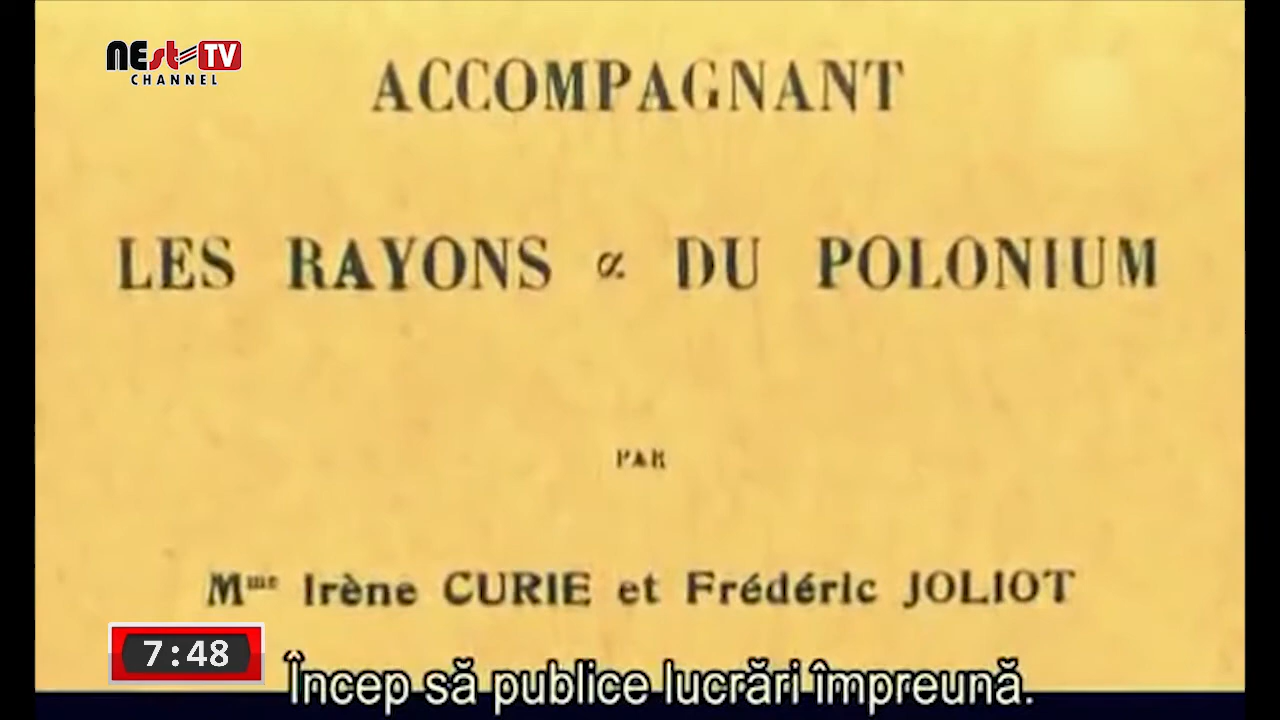 NEst TV
CHANNEL
ACCOMPAGNANT
LES RAYONS α DU POLONIUM
PAR
Mme Irène CURIE et Frédéric JOLIOT
7:48
Încep să publice lucrări împreună.